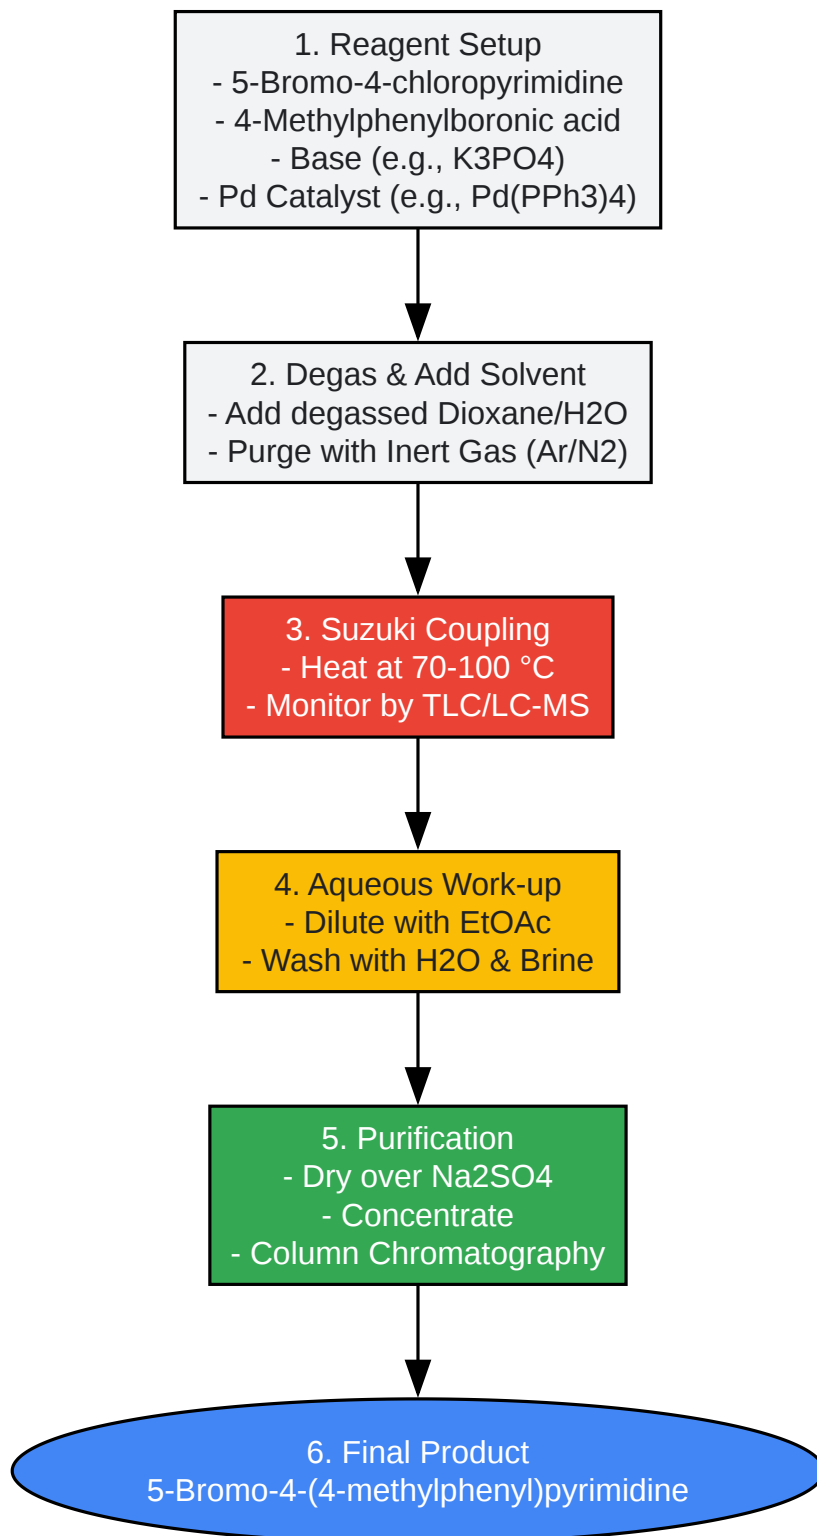 1. Reagent Setup
- 5-Bromo-4-chloropyrimidine
- 4-Methylphenylboronic acid
- Base (e.g., K3PO4)
- Pd Catalyst (e.g., Pd(PPh3)4)
2. Degas & Add Solvent
- Add degassed Dioxane/H2O
- Purge with Inert Gas (Ar/N2)
3. Suzuki Coupling
- Heat at 70-100 °C
- Monitor by TLC/LC-MS
4. Aqueous Work-up
- Dilute with EtOAc
- Wash with H2O & Brine
5. Purification
- Dry over Na2SO4
- Concentrate
- Column Chromatography
6. Final Product
5-Bromo-4-(4-methylphenyl)pyrimidine